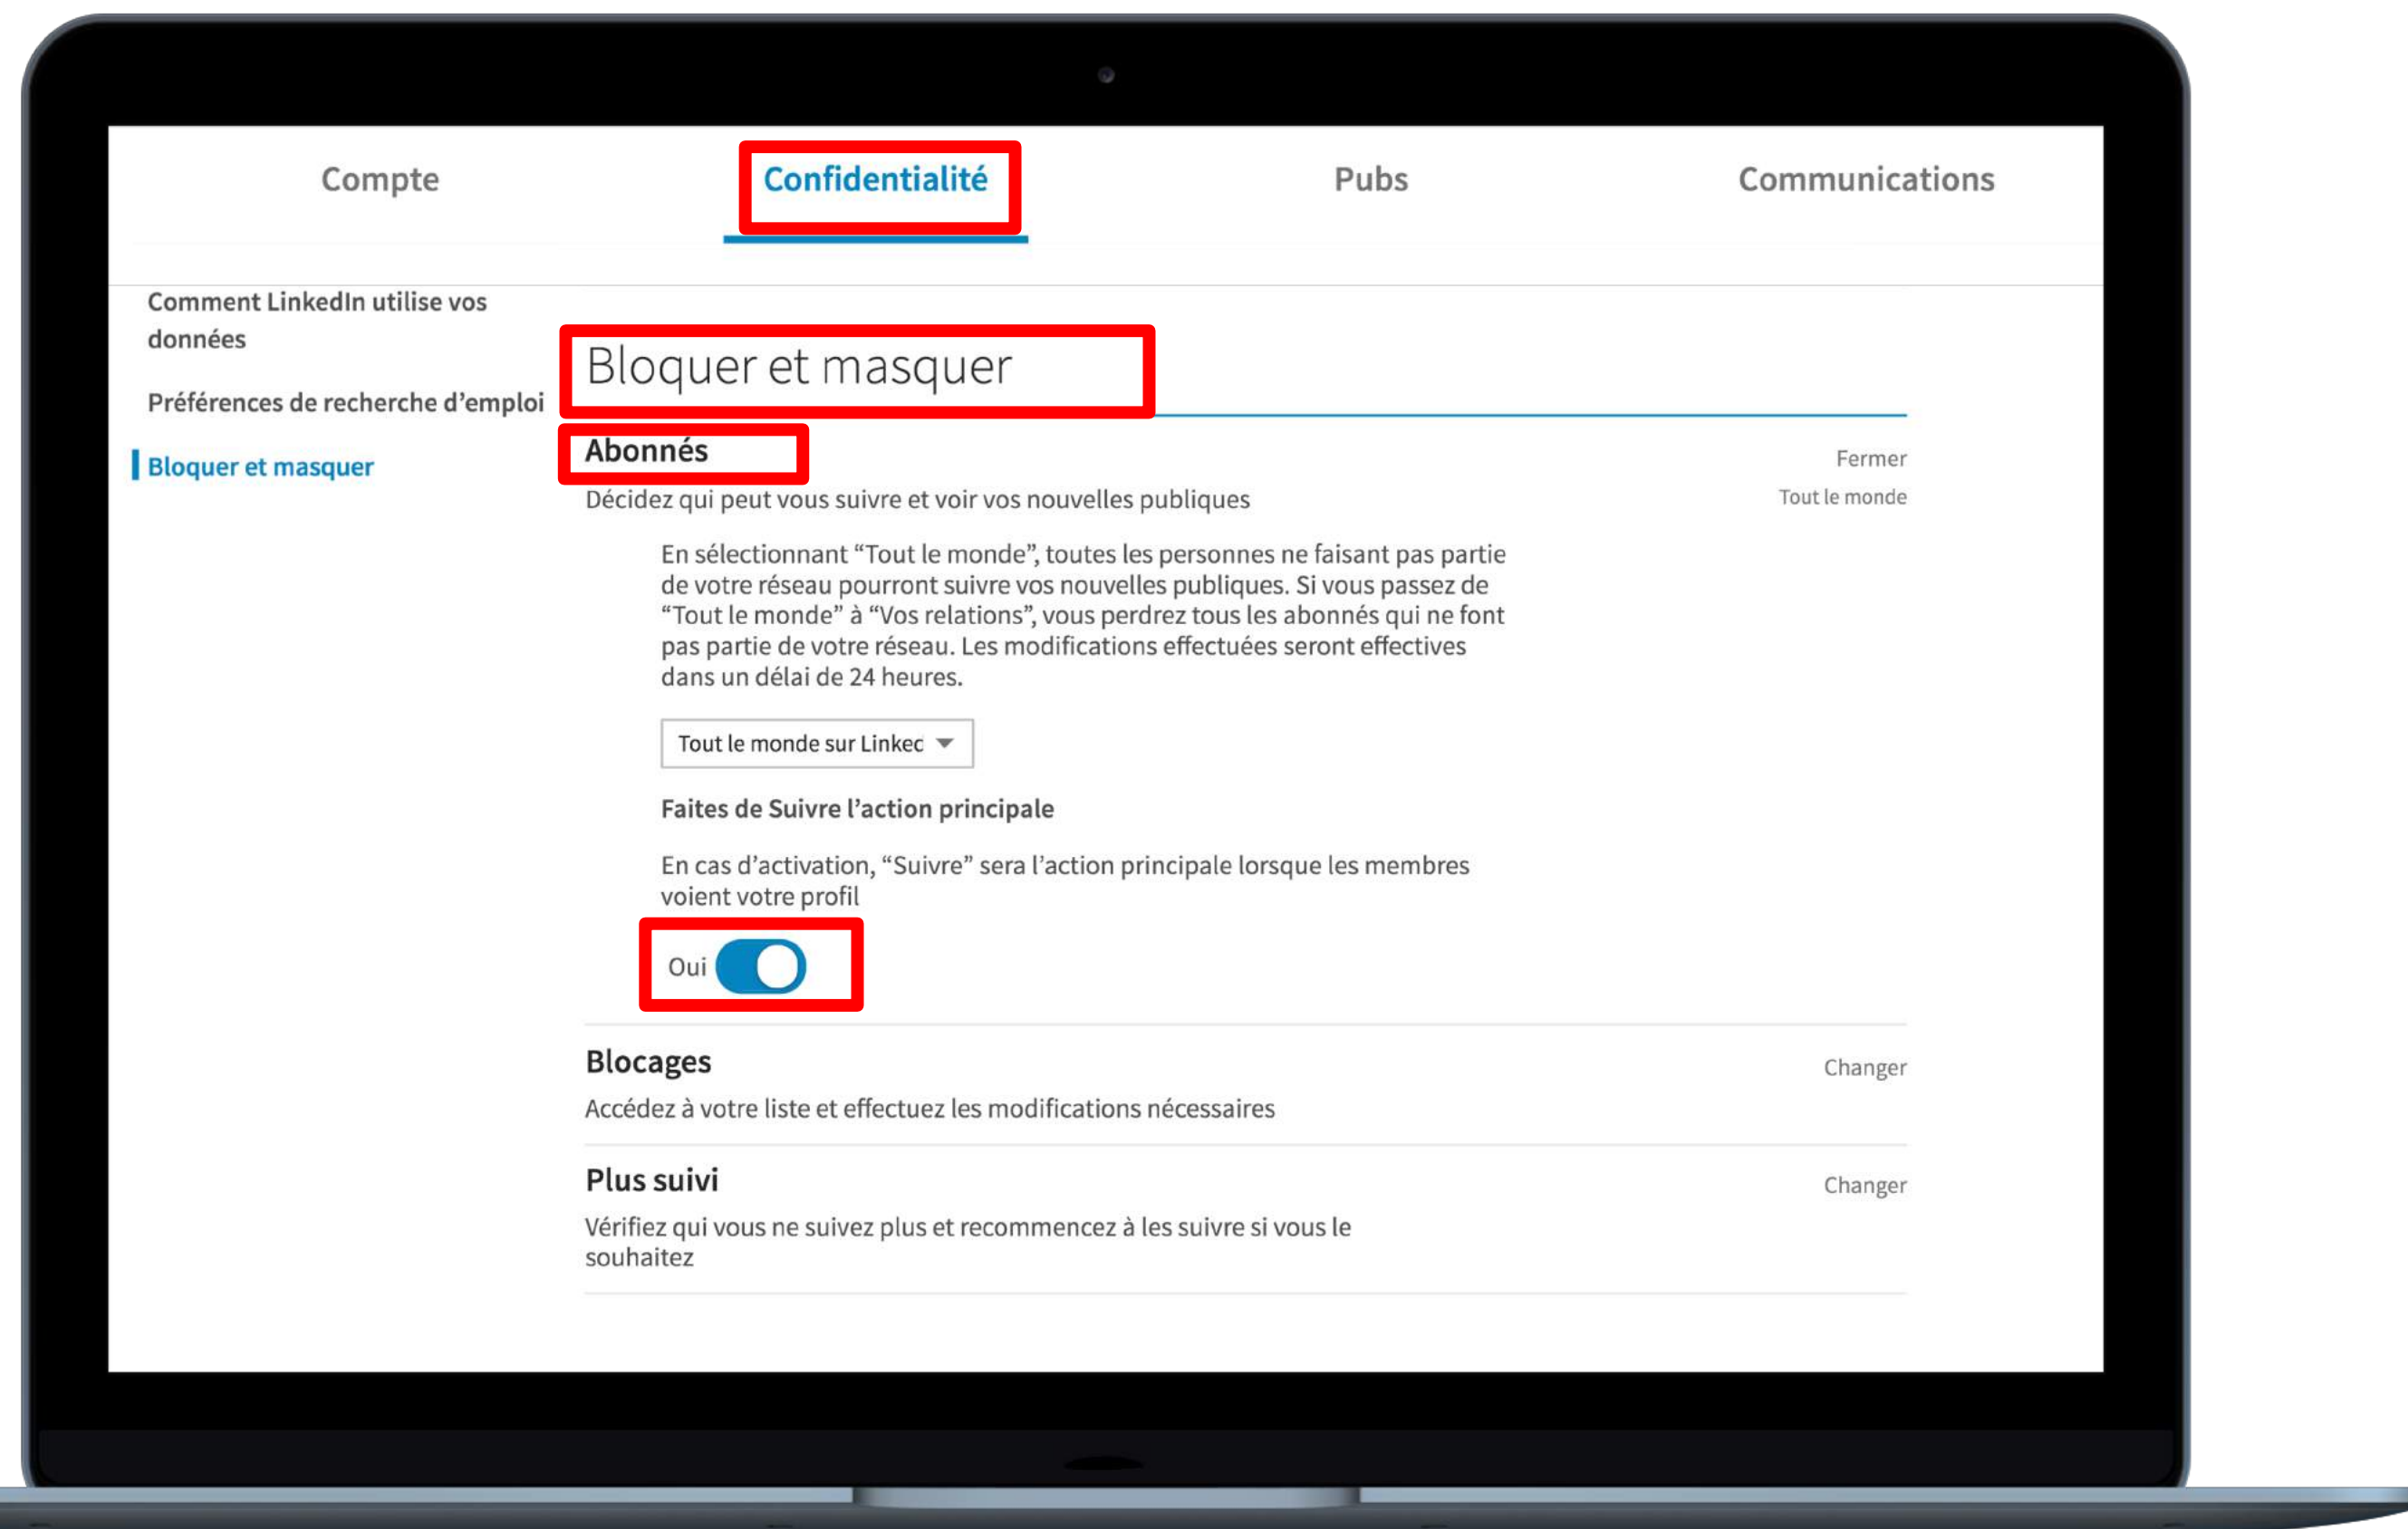 Compte
Confidentialité
Pubs
Communications
Comment LinkedIn utilise vos
données
Préférences de recherche d’emploi
Bloquer et masquer
Bloquer et masquer
Abonnés
Fermer
Décidez qui peut vous suivre et voir vos nouvelles publiques
Tout le monde
En sélectionnant “Tout le monde”, toutes les personnes ne faisant pas partie
de votre réseau pourront suivre vos nouvelles publiques. Si vous passez de
“Tout le monde” à “Vos relations”, vous perdrez tous les abonnés qui ne font
pas partie de votre réseau. Les modifications effectuées seront effectives
dans un délai de 24 heures.
Tout le monde sur Linkec
Faites de Suivre l’action principale
En cas d’activation, “Suivre” sera l’action principale lorsque les membres
voient votre profil
Oui
Blocages
Changer
Accédez à votre liste et effectuez les modifications nécessaires
Plus suivi
Changer
Vérifiez qui vous ne suivez plus et recommencez à les suivre si vous le
souhaitez